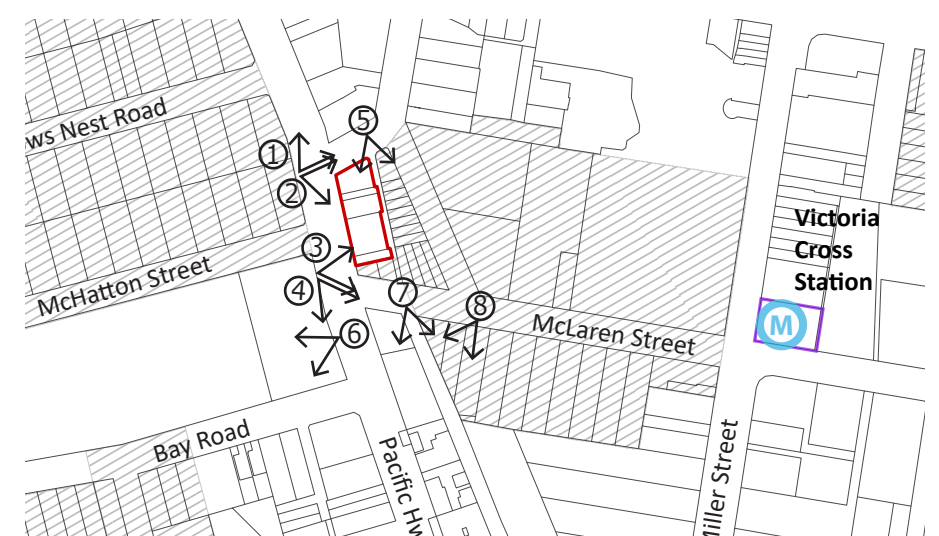 ws Nest Road
1
2
5
3
4
6
7
8
McHatton Street
McLaren Street
Victoria
Cross
Station
M
Bay Road
Pacific Hw
Miller Street